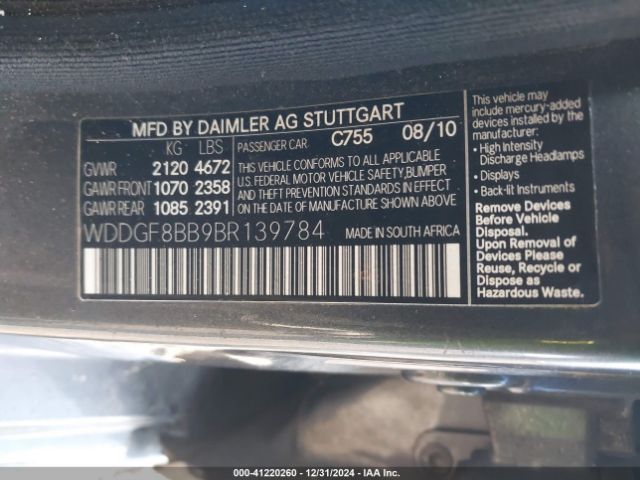 MFD BY DAIMLER AG STUTTGART
KG LBS PASSENGER CAR C755 08/10
GVWR 2120 4672
GAWR FRONT 1070 2358
GAWR REAR 1085 2391
THIS VEHICLE CONFORMS TO ALL APPLICABLE
U.S. FEDERAL MOTOR VEHICLE SAFETY,BUMPER
AND THEFT PREVENTION STANDARDS IN EFFECT
ON THE DATE OF MANUFACTURE SHOWN ABOVE
WDDGF8BB9BR139784 MADE IN SOUTH AFRICA
This vehicle may
include mercury-added
devices installed by the
manufacturer:
• High Intensity
Discharge Headlamps
• Displays
• Back-lit Instruments
Remove Devices
Before Vehicle
Disposal.
Upon Removal of
Devices Please
Reuse, Recycle or
Dispose as
Hazardous Waste.
000-41220260 - 12/31/2024 - IAA Inc.